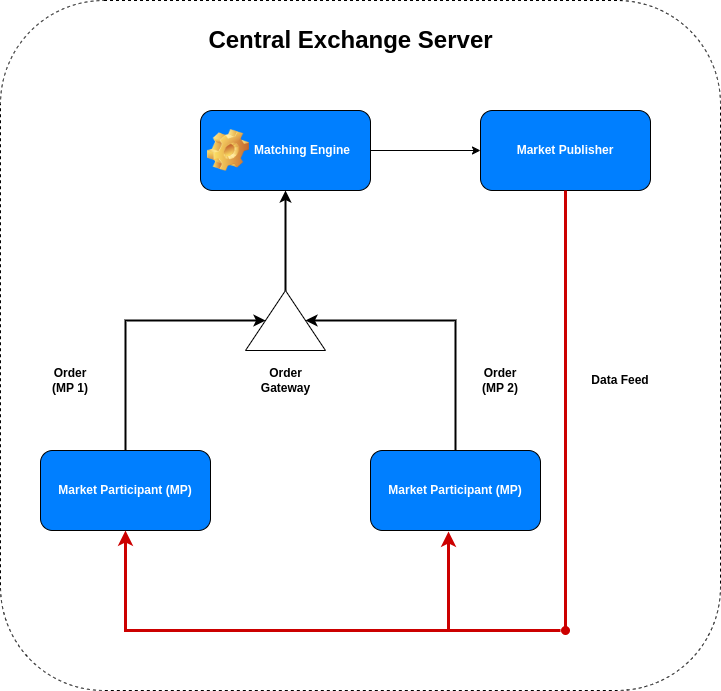 Central Exchange Server
Matching Engine
Market Publisher
Order
(MP 1)
Order
Gateway
Order
(MP 2)
Data Feed
Market Participant (MP)
Market Participant (MP)